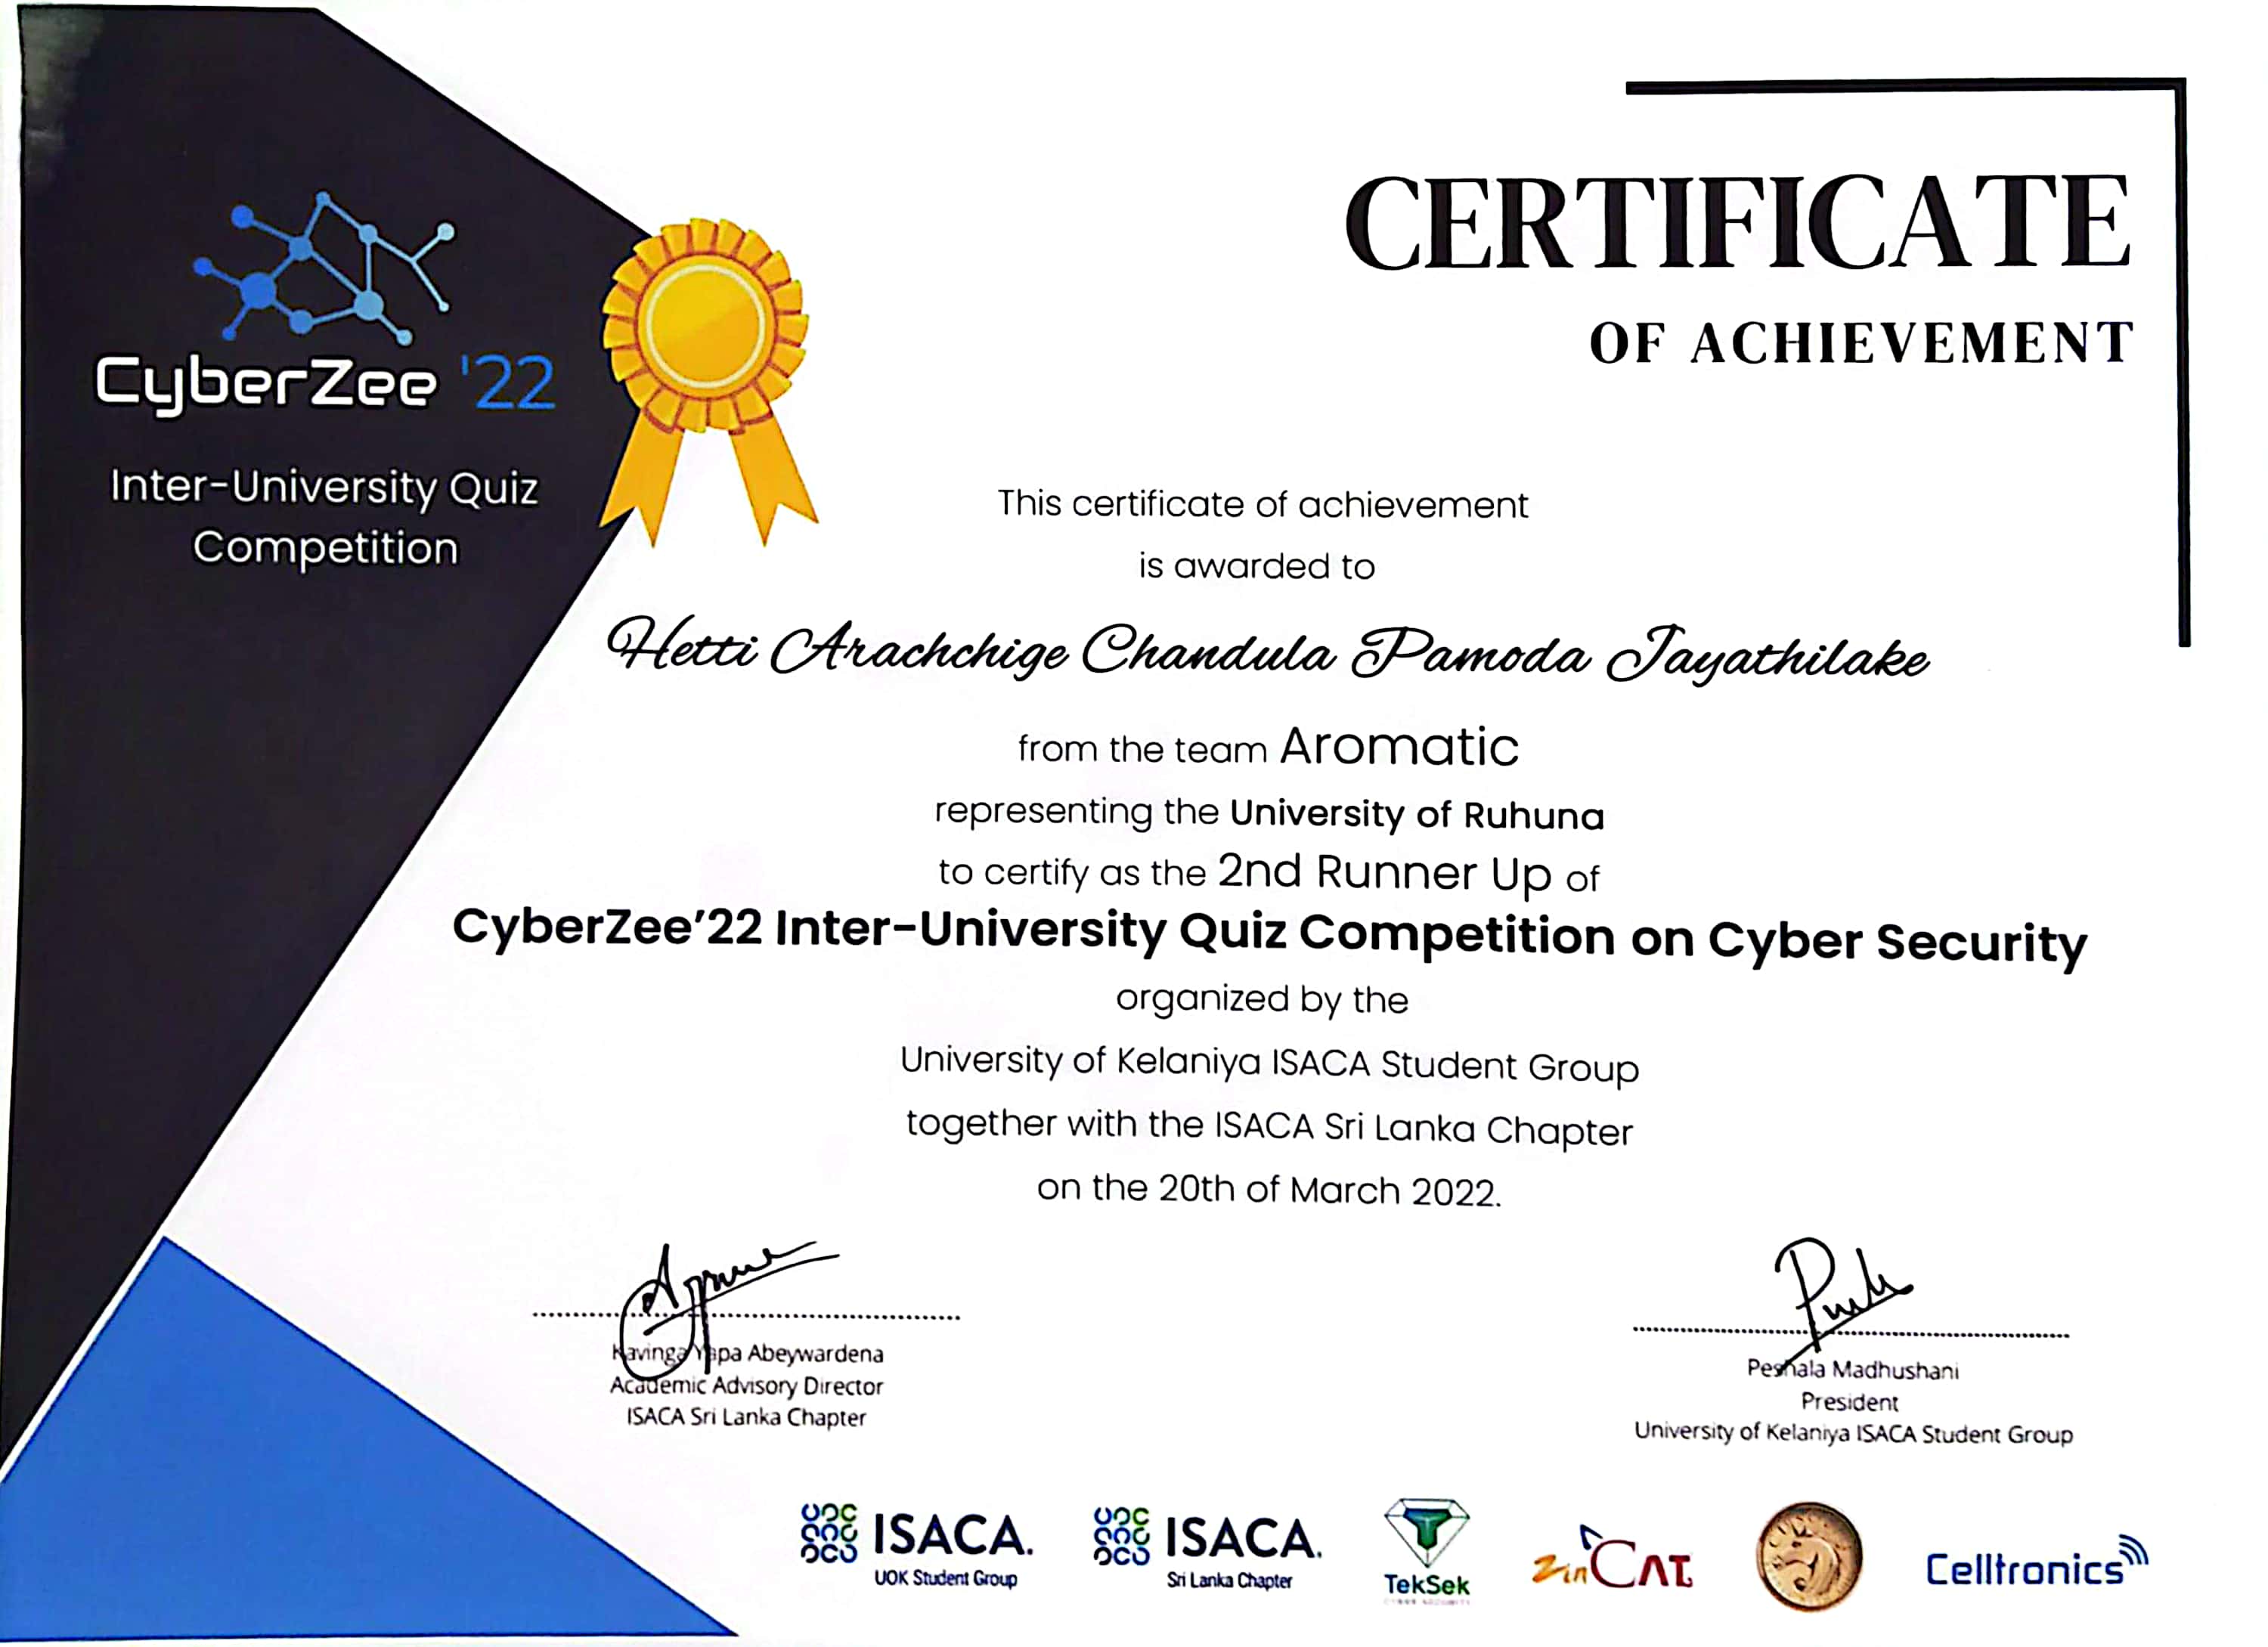 CyberZee '22
Inter-University Quiz
Competition
CERTIFICATE
OF ACHIEVEMENT
This certificate of achievement
is awarded to
Hetti Arachchige Chandula Pamoda Jayathilake
from the team Aromatic
representing the University of Ruhuna
to certify as the 2nd Runner Up of
CyberZee'22 Inter-University Quiz Competition on Cyber Security
organized by the
University of Kelaniya ISACA Student Group
together with the ISACA Sri Lanka Chapter
on the 20th of March 2022.
Kavinga Yapa Abeywardena
Academic Advisory Director
ISACA Sri Lanka Chapter
Peshala Madhushani
President
University of Kelaniya ISACA Student Group
ISACA.
UOK Student Group
ISACA.
Sri Lanka Chapter
TekSek
CYBER SECURITY
ZinCAT
Celltronics